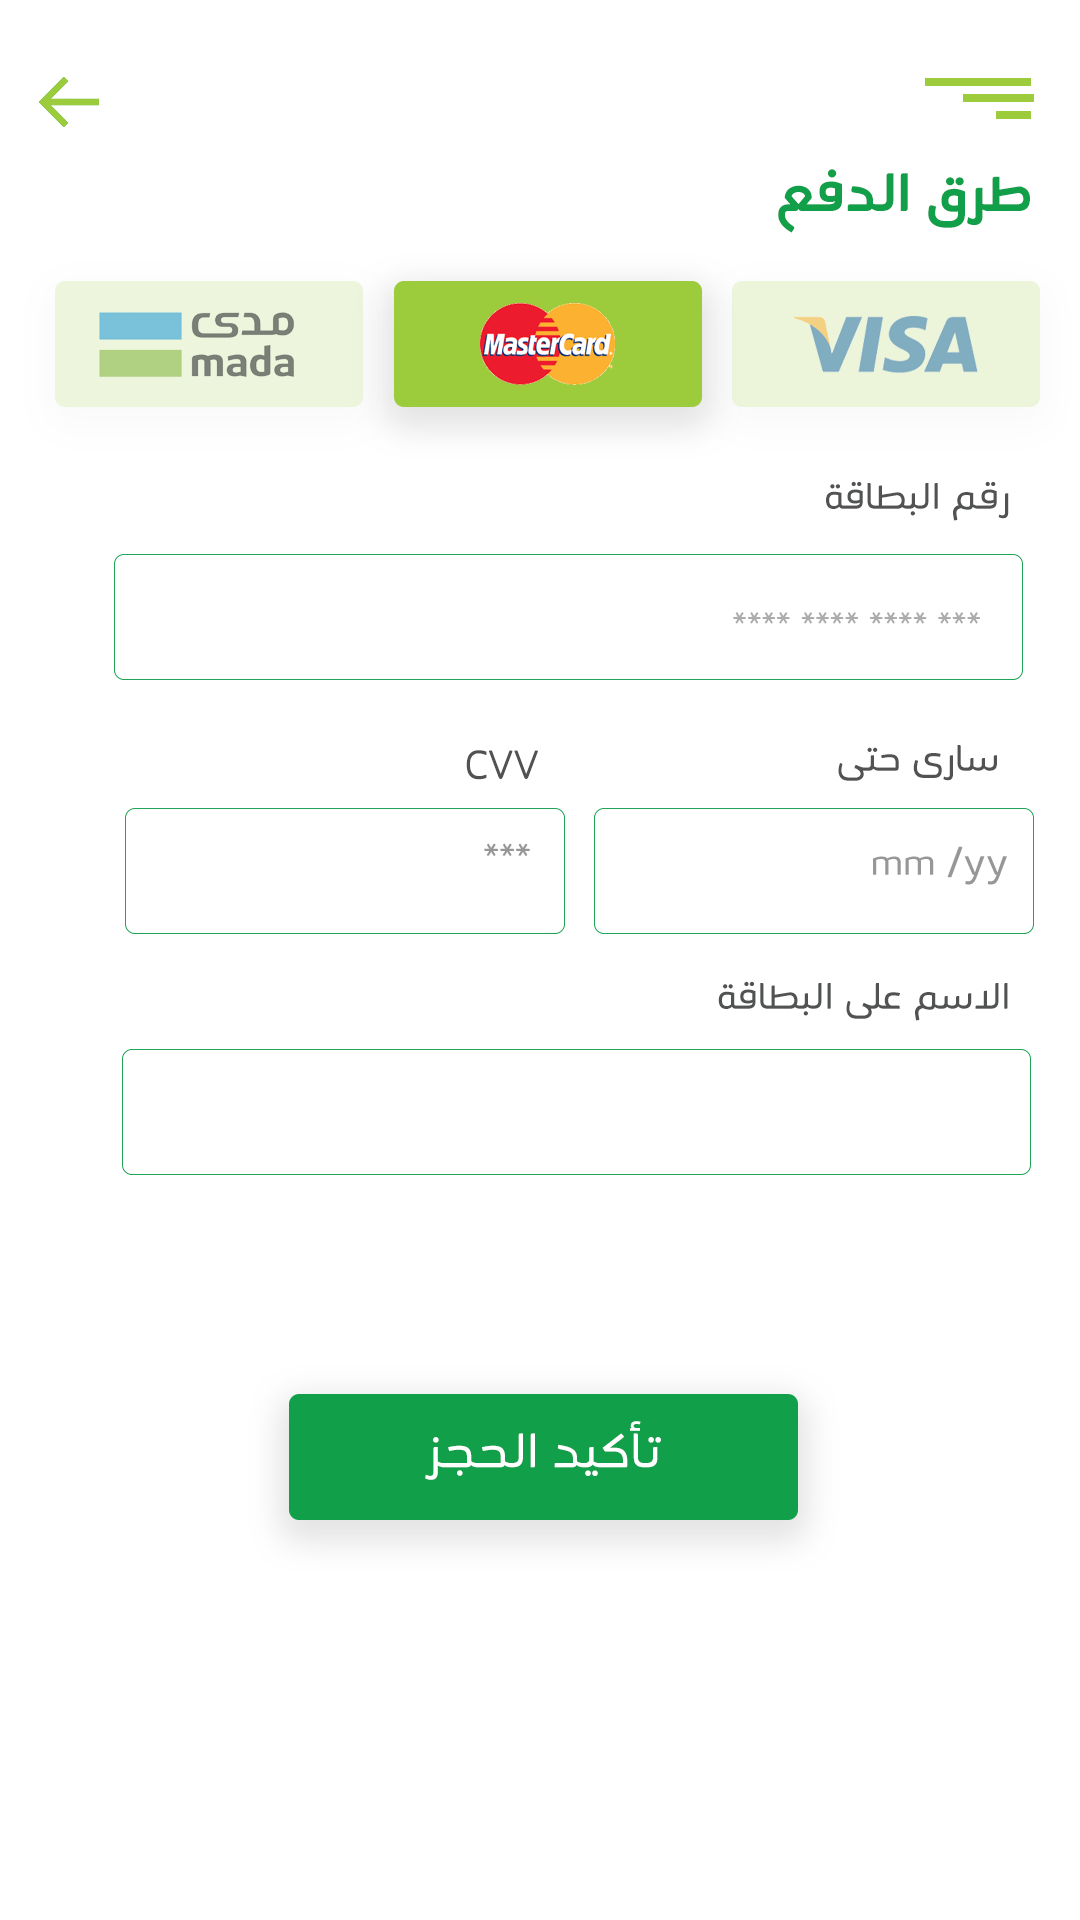 طرق الدفع
VISA
MasterCard
مدى
mada
رقم البطاقة
**** **** **** ***
سارى حتى
CVV
mm /yy
***
الاسم على البطاقة
تأكيد الحجز